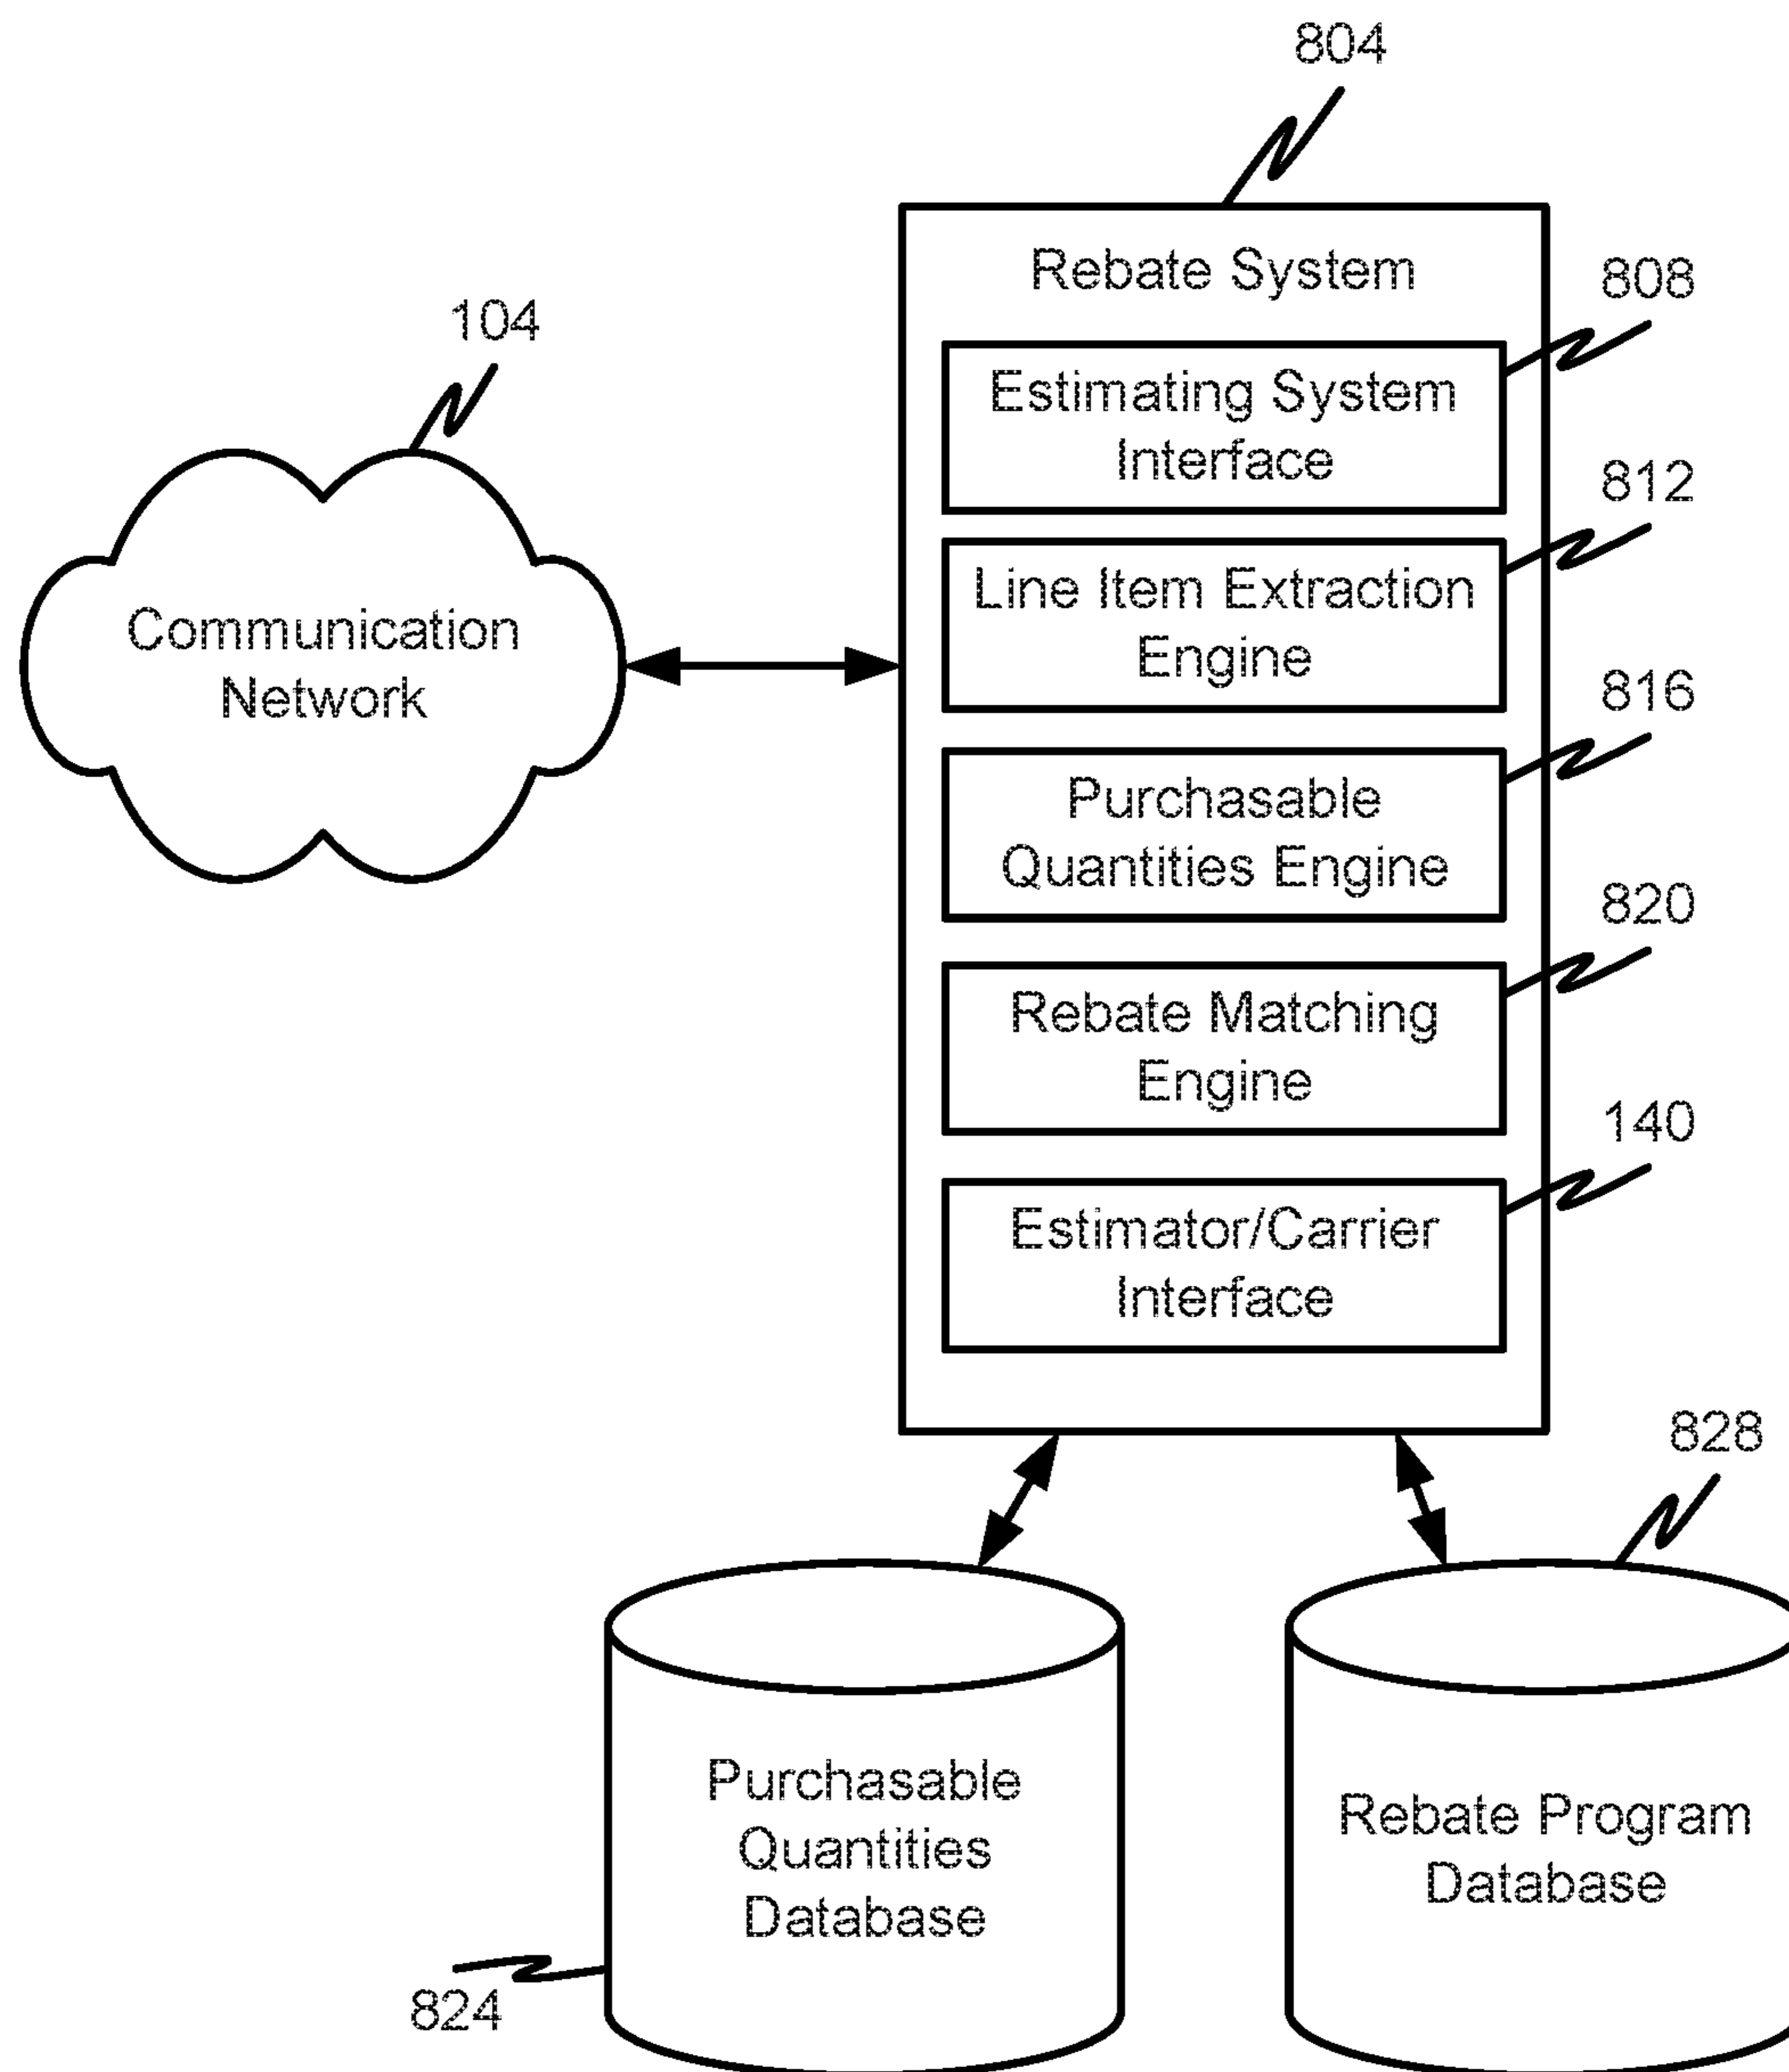 804
Rebate System
808
104
Estimating System
Interface
812
Line Item Extraction
Engine
Communication
Network
816
Purchasable
Quantities Engine
820
Rebate Matching
Engine
140
Estimator/Carrier
Interface
828
Purchasable
Quantities
Database
Rebate Program
Database
824